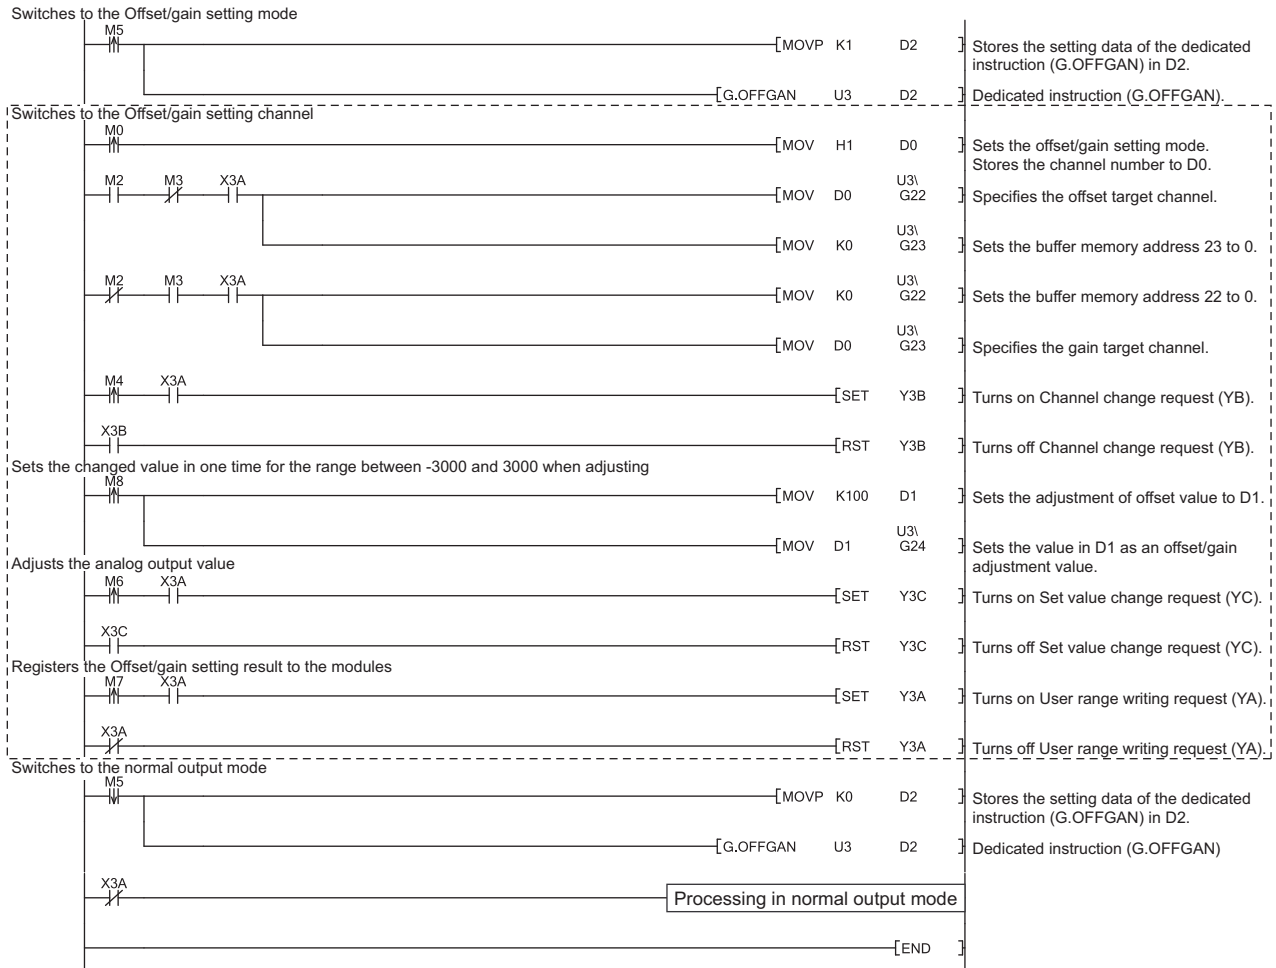 Switches to the Offset/gain setting mode
M5
[MOVP K1 D2 ] Stores the setting data of the dedicated
instruction (G.OFFGAN) in D2.
[G.OFFGAN U3 D2 ] Dedicated instruction (G.OFFGAN).
Switches to the Offset/gain setting channel
M0
[MOV H1 D0 ] Sets the offset/gain setting mode.
Stores the channel number to D0.
M2 M3 X3A U3\
[MOV D0 G22 ] Specifies the offset target channel.
U3\
[MOV K0 G23 ] Sets the buffer memory address 23 to 0.
M2 M3 X3A U3\
[MOV K0 G22 ] Sets the buffer memory address 22 to 0.
U3\
[MOV D0 G23 ] Specifies the gain target channel.
M4 X3A
[SET Y3B ] Turns on Channel change request (YB).
X3B
[RST Y3B ] Turns off Channel change request (YB).
Sets the changed value in one time for the range between -3000 and 3000 when adjusting
M8
[MOV K100 D1 ] Sets the adjustment of offset value to D1.
U3\
[MOV D1 G24 ] Sets the value in D1 as an offset/gain
adjustment value.
Adjusts the analog output value
M6 X3A
[SET Y3C ] Turns on Set value change request (YC).
X3C
[RST Y3C ] Turns off Set value change request (YC).
Registers the Offset/gain setting result to the modules
M7 X3A
[SET Y3A ] Turns on User range writing request (YA).
X3A
[RST Y3A ] Turns off User range writing request (YA).
Switches to the normal output mode
M5
[MOVP K0 D2 ] Stores the setting data of the dedicated
instruction (G.OFFGAN) in D2.
[G.OFFGAN U3 D2 ] Dedicated instruction (G.OFFGAN)
X3A
Processing in normal output mode
[END ]